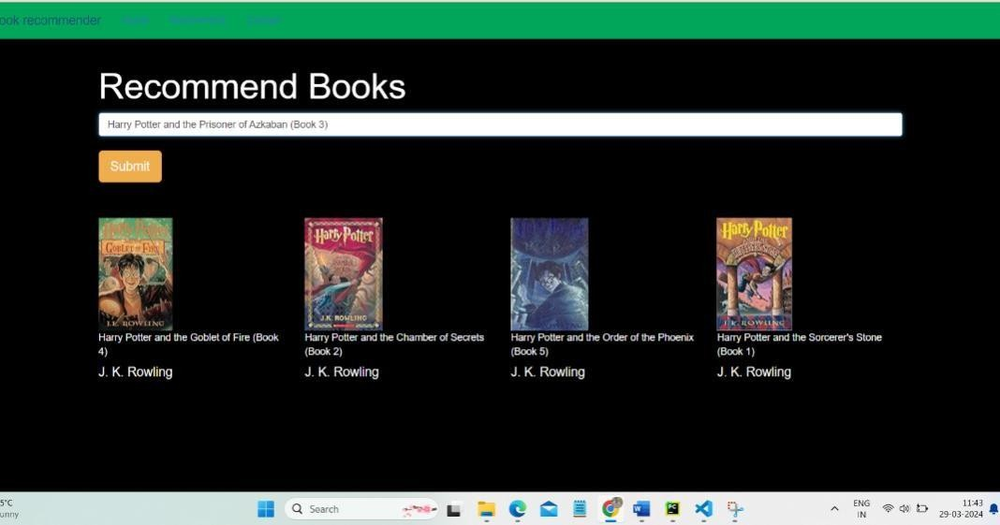 ook recommender
Home
Recommend
Contact
Recommend Books
Harry Potter and the Prisoner of Azkaban (Book 3)
Submit
GOBLET OF FIRE
J.K. ROWLING
Harry Potter
J.K. ROWLING
Harry Potter
J.K. ROWLING
Harry Potter and the Goblet of Fire (Book
4)
J. K. Rowling
Harry Potter and the Chamber of Secrets
(Book 2)
J. K. Rowling
Harry Potter and the Order of the Phoenix
(Book 5)
J. K. Rowling
Harry Potter and the Sorcerer's Stone
(Book 1)
J. K. Rowling
5°C
unny
Search
PC
W
ENG
IN
11:43
29-03-2024